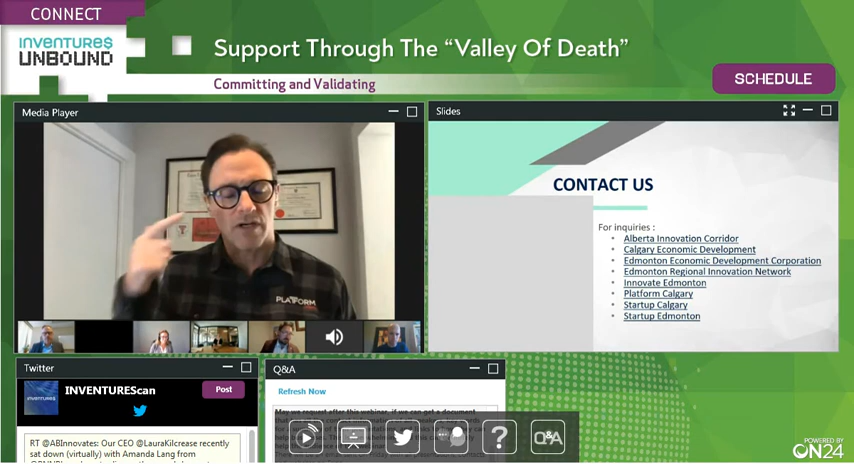 CONNECT
INVENTURE$
UNBOUND
Support Through The “Valley Of Death”
Committing and Validating
SCHEDULE
Media Player
PLATFORM
Slides
CONTACT US
For inquiries :
• Alberta Innovation Corridor
• Calgary Economic Development
• Edmonton Economic Development Corporation
• Edmonton Regional Innovation Network
• Innovate Edmonton
• Platform Calgary
• Startup Calgary
• Startup Edmonton
Twitter
INVENTURE$
INVENTUREScan
Post
RT @ABInnovates: Our CEO @LauraKilcrease recently
sat down (virtually) with Amanda Lang from
Q&A
Refresh Now
May we request after this webinar, if we can get a document
?
Q&A
POWERED BY
ON24